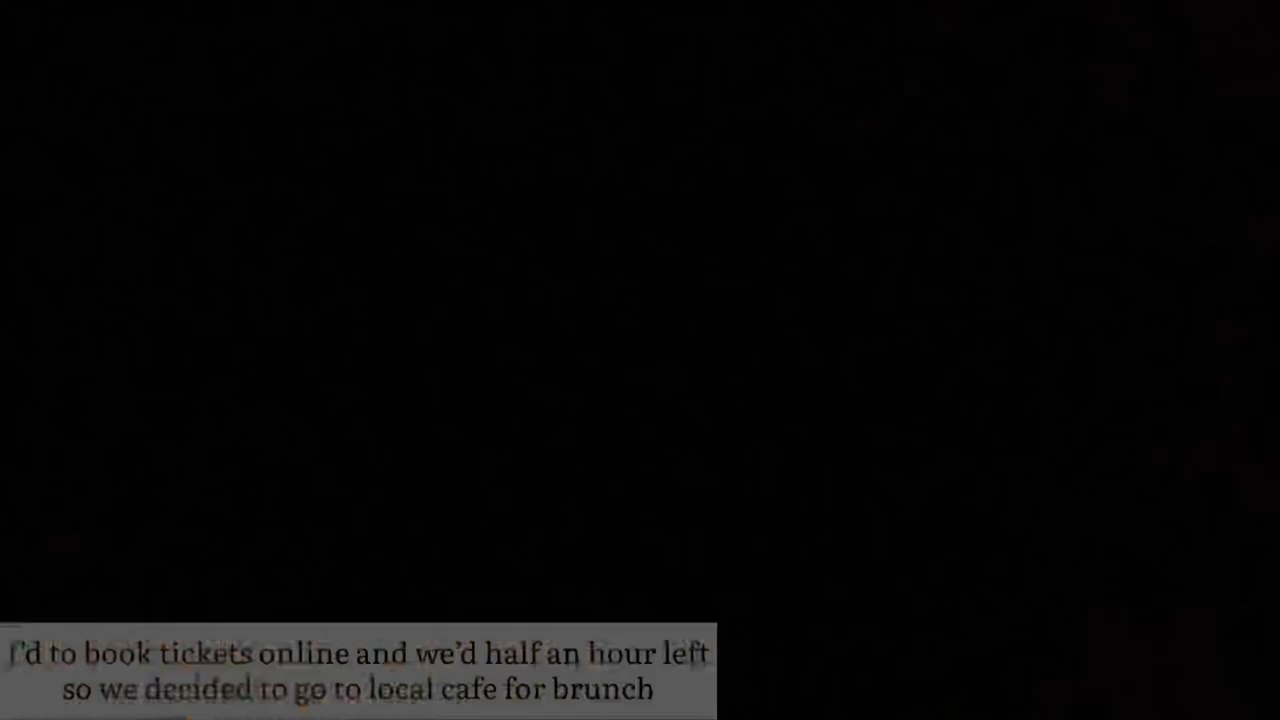 I'd to book tickets online and we'd half an hour left
so we decided to go to local cafe for brunch